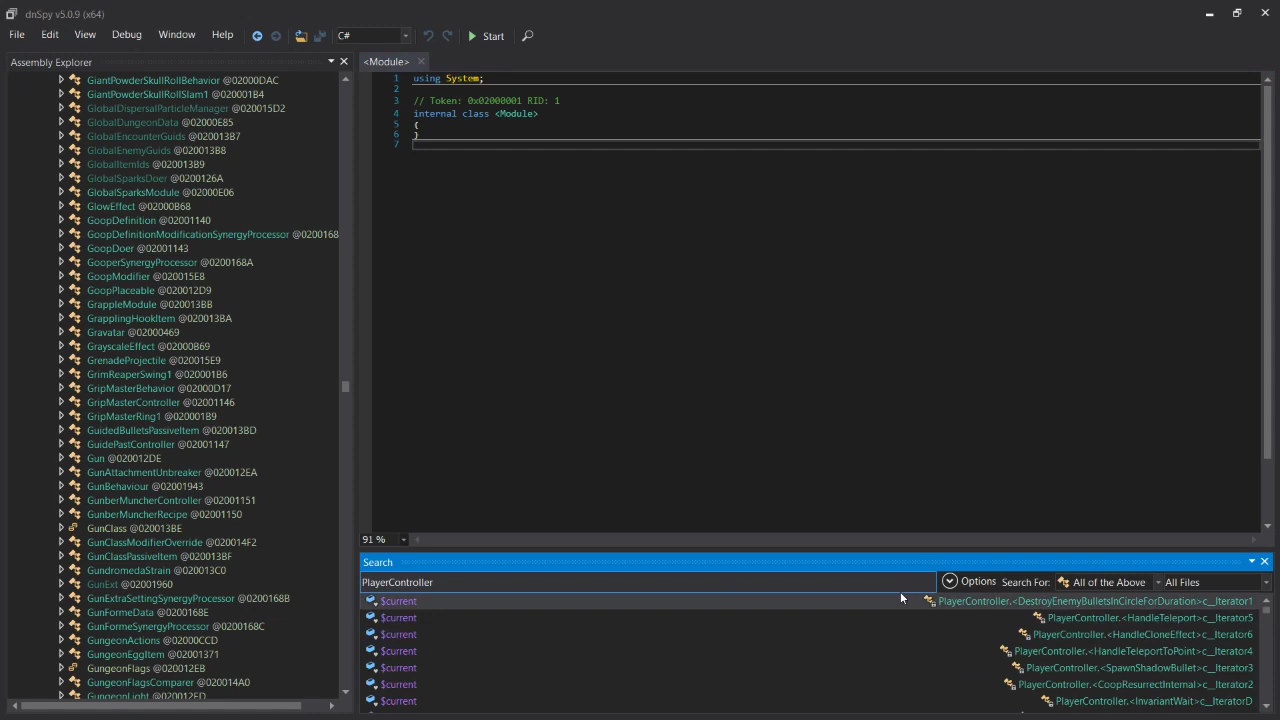 dnSpy v5.0.9 (x64)
File Edit View Debug Window Help C# Start
Assembly Explorer
GiantPowderSkullRollBehavior @02000DAC
GiantPowderSkullRollSlam1 @020001B4
GlobalDispersalParticleManager @020015D2
GlobalDungeonData @02000E85
GlobalEncounterGuids @020013B7
GlobalEnemyGuids @020013B8
GlobalItemIds @020013B9
GlobalSparksDoer @0200126A
GlobalSparksModule @02000E06
GlowEffect @02000B68
GoopDefinition @02001140
GoopDefinitionModificationSynergyProcessor @0200168
GoopDoer @02001143
GooperSynergyProcessor @0200168A
GoopModifier @020015E8
GoopPlaceable @020012D9
GrappleModule @020013BB
GrapplingHookItem @020013BA
Gravatar @02000469
GrayscaleEffect @02000B69
GrenadeProjectile @020015E9
GrimReaperSwing1 @020001B6
GripMasterBehavior @02000D17
GripMasterController @02001146
GripMasterRing1 @020001B9
GuidedBulletsPassiveItem @020013BD
GuidePastController @02001147
Gun @020012DE
GunAttachmentUnbreaker @020012EA
GunBehaviour @02001943
GunberMuncherController @02001151
GunberMuncherRecipe @02001150
GunClass @020013BE
GunClassModifierOverride @020014F2
GunClassPassiveItem @020013BF
GundromedaStrain @020013C0
GunExt @02001960
GunExtraSettingSynergyProcessor @0200168B
GunFormeData @0200168E
GunFormeSynergyProcessor @0200168C
GungeonActions @02000CCD
GungeonEggItem @02001371
GungeonFlags @020012EB
GungeonFlagsComparer @020014A0
GungeonLight @020012ED
<Module>
1 using System;
2
3 // Token: 0x02000001 RID: 1
4 internal class <Module>
5 {
6 }
7
91 %
Search
PlayerController Options Search For: All of the Above All Files
$current PlayerController.<DestroyEnemyBulletsInCircleForDuration>c__Iterator1
$current PlayerController.<HandleTeleport>c__Iterator5
$current PlayerController.<HandleCloneEffect>c__Iterator6
$current PlayerController.<HandleTeleportToPoint>c__Iterator4
$current PlayerController.<SpawnShadowBullet>c__Iterator3
$current PlayerController.<CoopResurrectInternal>c__Iterator2
$current PlayerController.<InvariantWait>c__IteratorD